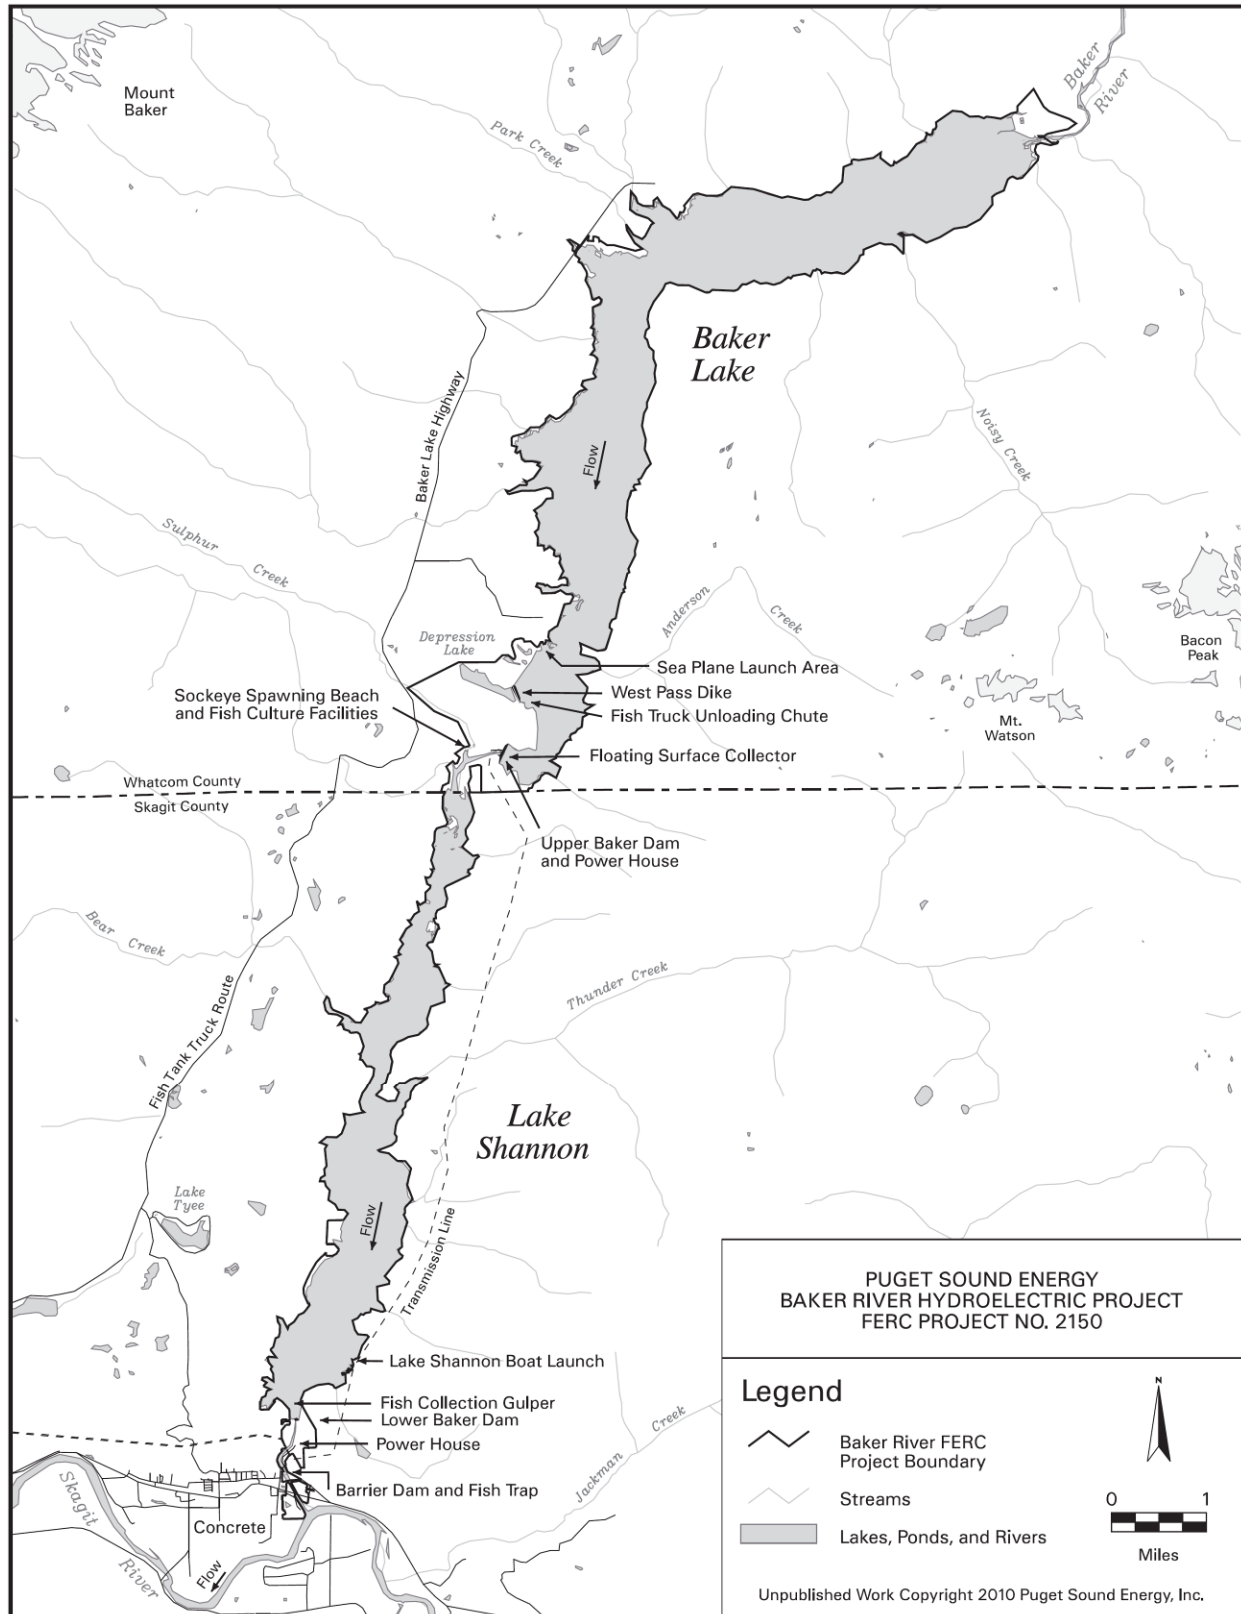 Mount
Baker
Park Creek
Baker
River
Baker
Lake
Baker Lake Highway
Flow
Noisy Creek
Sulphur
Creek
Anderson
Creek
Depression
Lake
Bacon
Peak
Sea Plane Launch Area
West Pass Dike
Fish Truck Unloading Chute
Sockeye Spawning Beach
and Fish Culture Facilities
Mt.
Watson
Floating Surface Collector
Whatcom County
Skagit County
Upper Baker Dam
and Power House
Bear Creek
Thunder Creek
Fish Tank Truck Route
Lake
Shannon
Lake
Tyee
Flow
Transmission Line
Lake Shannon Boat Launch
Fish Collection Gulper
Lower Baker Dam
Power House
Barrier Dam and Fish Trap
Jackman Creek
Skagit
River
Concrete
Flow
PUGET SOUND ENERGY
BAKER RIVER HYDROELECTRIC PROJECT
FERC PROJECT NO. 2150
Legend
Baker River FERC
Project Boundary
Streams
Lakes, Ponds, and Rivers
N
0 1
Miles
Unpublished Work Copyright 2010 Puget Sound Energy, Inc.